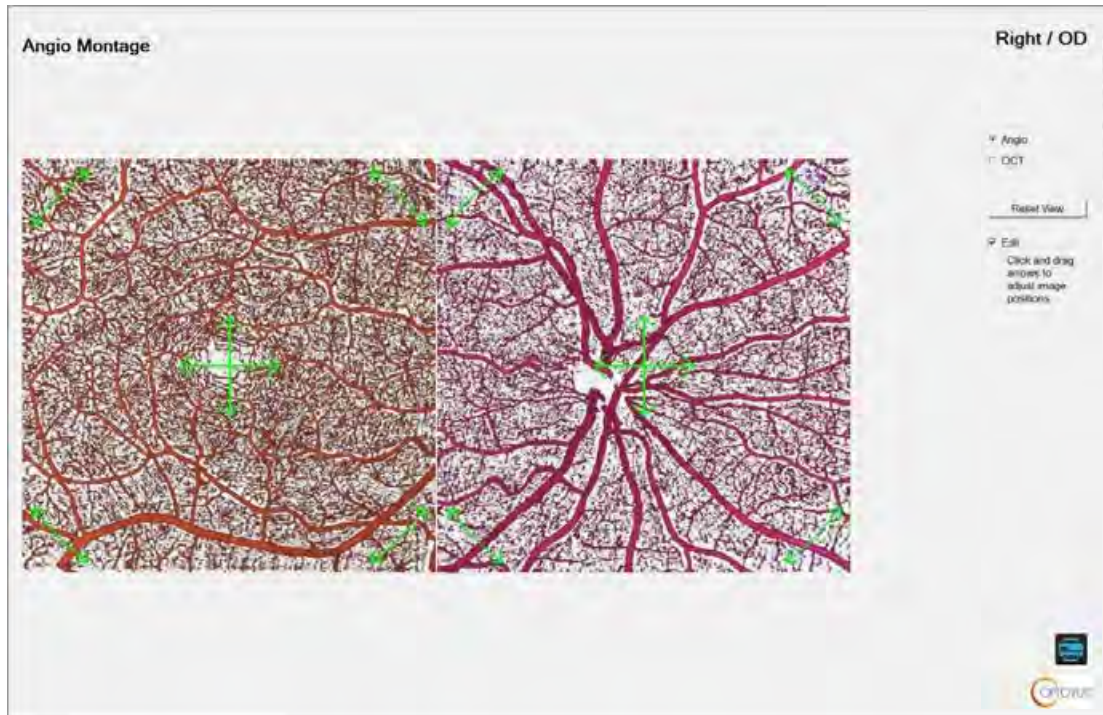 Angio Montage
Right / OD
Angio
OCT
Reset View
Edit
Click and drag
arrows to
adjust image
positions
OPTOVUE